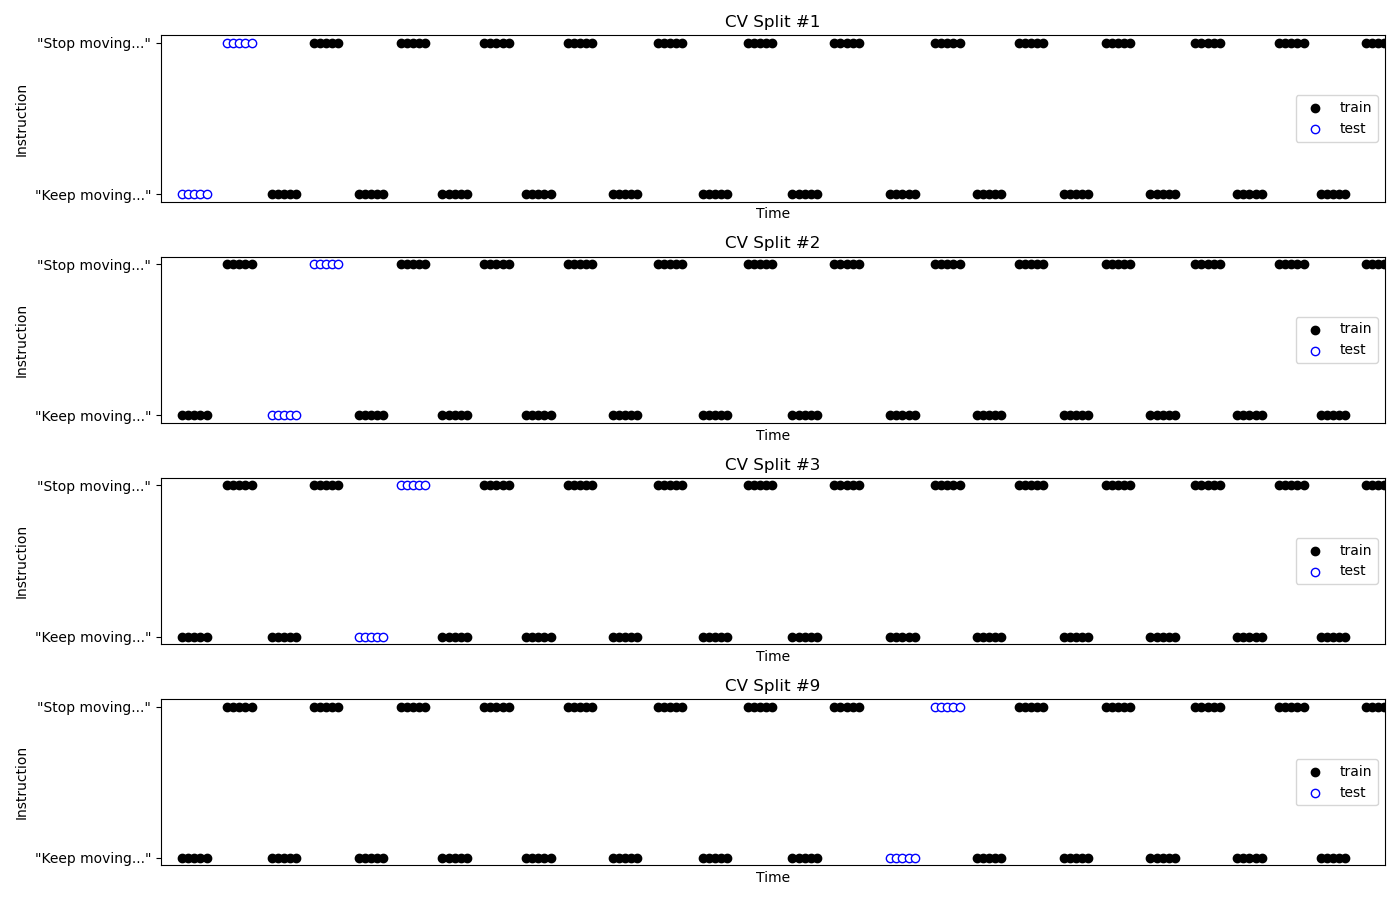 CV Split #1
"Stop moving..."
Instruction
train
test
"Keep moving..."
Time
CV Split #2
"Stop moving..."
Instruction
train
test
"Keep moving..."
Time
CV Split #3
"Stop moving..."
Instruction
train
test
"Keep moving..."
Time
CV Split #9
"Stop moving..."
Instruction
train
test
"Keep moving..."
Time